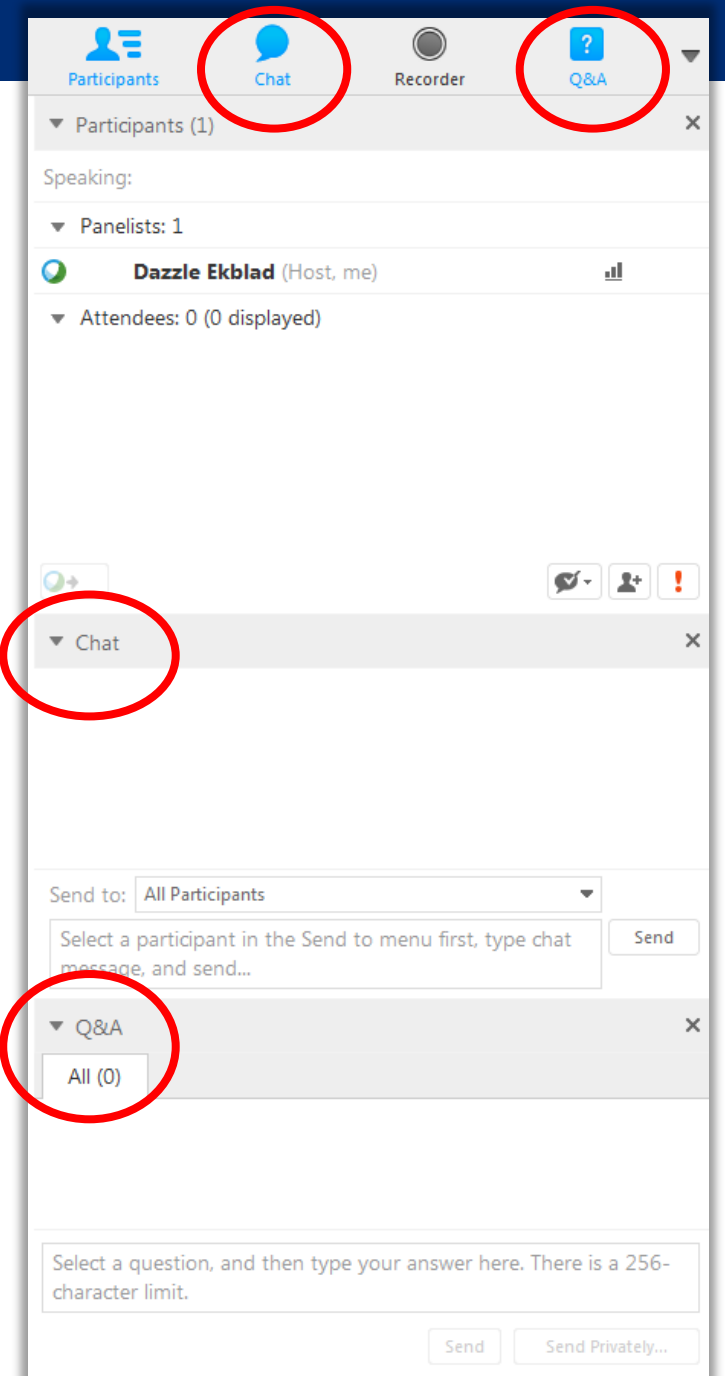 Participants Chat Recorder Q&A
Participants (1)
Speaking:
Panelists: 1
Dazzle Ekblad (Host, me)
Attendees: 0 (0 displayed)
Chat
Send to: All Participants
Select a participant in the Send to menu first, type chat
message, and send...
Send
Q&A
All (0)
Select a question, and then type your answer here. There is a 256-
character limit.
Send Send Privately...